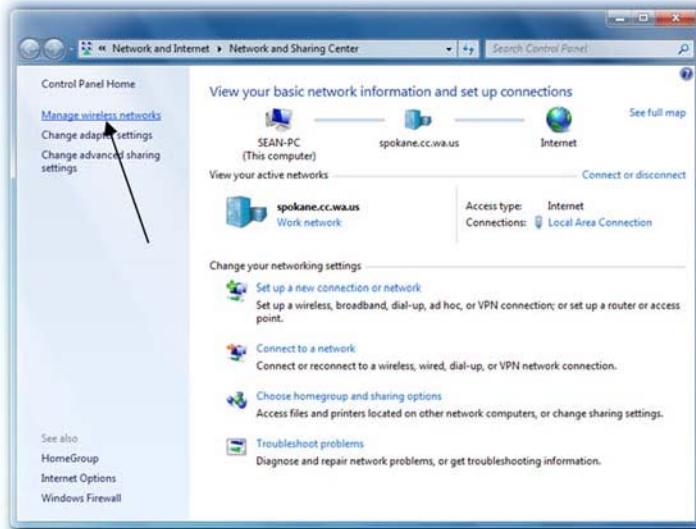 « Network and Internet ▸ Network and Sharing Center
Search Control Panel
Control Panel Home
Manage wireless networks
Change adapter settings
Change advanced sharing
settings
See also
HomeGroup
Internet Options
Windows Firewall
View your basic network information and set up connections
See full map
SEAN-PC
(This computer)
spokane.cc.wa.us
Internet
View your active networks
Connect or disconnect
spokane.cc.wa.us
Work network
Access type: Internet
Connections: Local Area Connection
Change your networking settings
Set up a new connection or network
Set up a wireless, broadband, dial-up, ad hoc, or VPN connection; or set up a router or access
point.
Connect to a network
Connect or reconnect to a wireless, wired, dial-up, or VPN network connection.
Choose homegroup and sharing options
Access files and printers located on other network computers, or change sharing settings.
Troubleshoot problems
Diagnose and repair network problems, or get troubleshooting information.